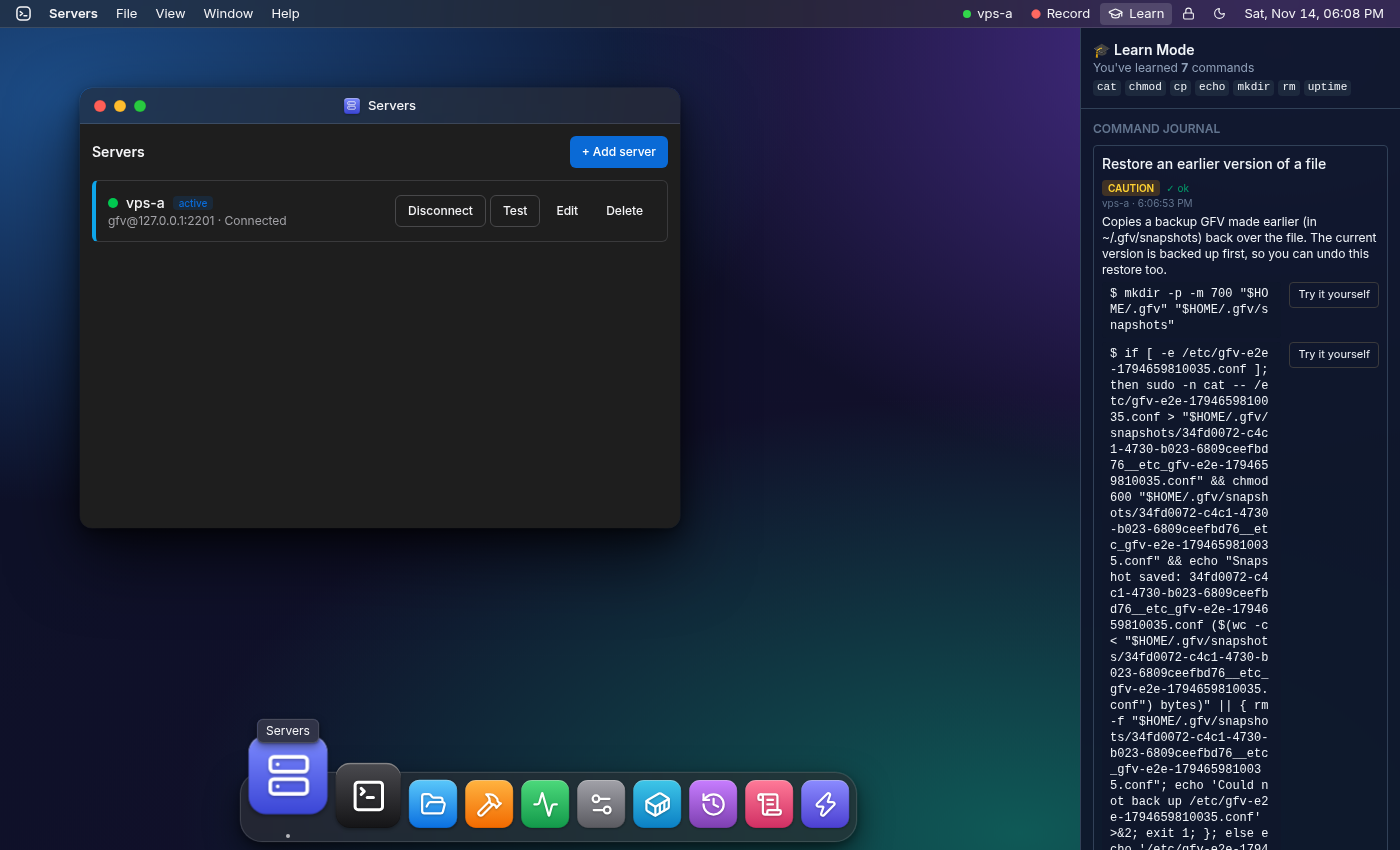 Servers File View Window Help
vps-a Record Learn Sat, Nov 14, 06:08 PM
Servers
Servers
+ Add server
vps-a active
gfv@127.0.0.1:2201 · Connected
Disconnect Test Edit Delete
Servers
🎓 Learn Mode
You've learned 7 commands
cat chmod cp echo mkdir rm uptime
COMMAND JOURNAL
Restore an earlier version of a file
CAUTION ✓ ok
vps-a · 6:06:53 PM
Copies a backup GFV made earlier (in
~/.gfv/snapshots) back over the file. The current
version is backed up first, so you can undo this
restore too.
$ mkdir -p -m 700 "$HO
ME/.gfv" "$HOME/.gfv/s
napshots"
Try it yourself
$ if [ -e /etc/gfv-e2e
-1794659810035.conf ];
then sudo -n cat -- /e
tc/gfv-e2e-17946598100
35.conf > "$HOME/.gfv/
snapshots/34fd0072-c4c
1-4730-b023-6809ceefbd
76__etc_gfv-e2e-179465
9810035.conf" && chmod
600 "$HOME/.gfv/snapsh
ots/34fd0072-c4c1-4730
-b023-6809ceefbd76__et
c_gfv-e2e-179465981003
5.conf" && echo "Snaps
hot saved: 34fd0072-c4
c1-4730-b023-6809ceefb
d76__etc_gfv-e2e-17946
59810035.conf ($(wc -c
< "$HOME/.gfv/snapshot
s/34fd0072-c4c1-4730-b
023-6809ceefbd76__etc_
gfv-e2e-1794659810035.
conf") bytes)" || { rm
-f "$HOME/.gfv/snapsho
ts/34fd0072-c4c1-4730-
b023-6809ceefbd76__etc
_gfv-e2e-179465981003
5.conf"; echo 'Could n
ot back up /etc/gfv-e2
e-1794659810035.conf'
>&2; exit 1; }; else e
cho '/etc/gfv-e2e-1794
Try it yourself